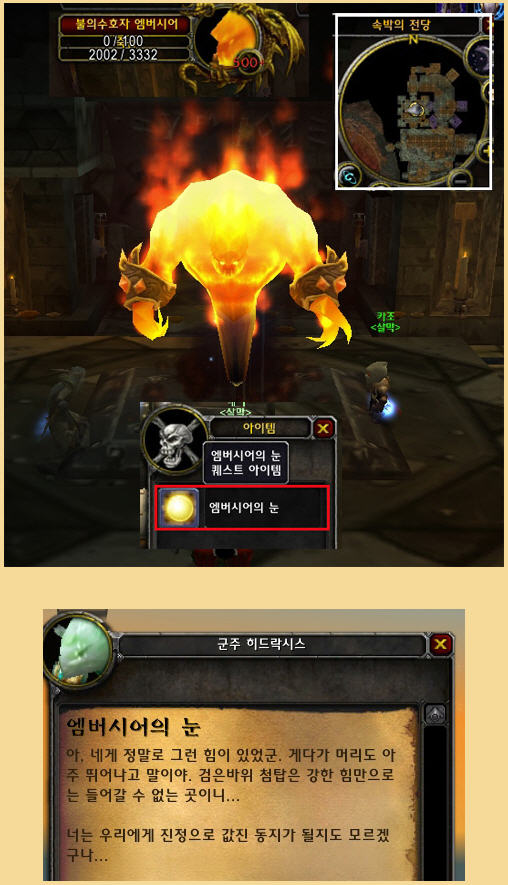 불의수호자 엠버시어
0 / 100
2002 / 3332
속박의 전당
N
카조
<살막>
<살막>
아이템
엠버시어의 눈
퀘스트 아이템
엠버시어의 눈
군주 히드락시스
엠버시어의 눈
아, 네게 정말로 그런 힘이 있었군. 게다가 머리도 아
주 뛰어나고 말이야. 검은바위 첨탑은 강한 힘만으로
는 들어갈 수 없는 곳이니...
너는 우리에게 진정으로 값진 동지가 될지도 모르겠
구나...